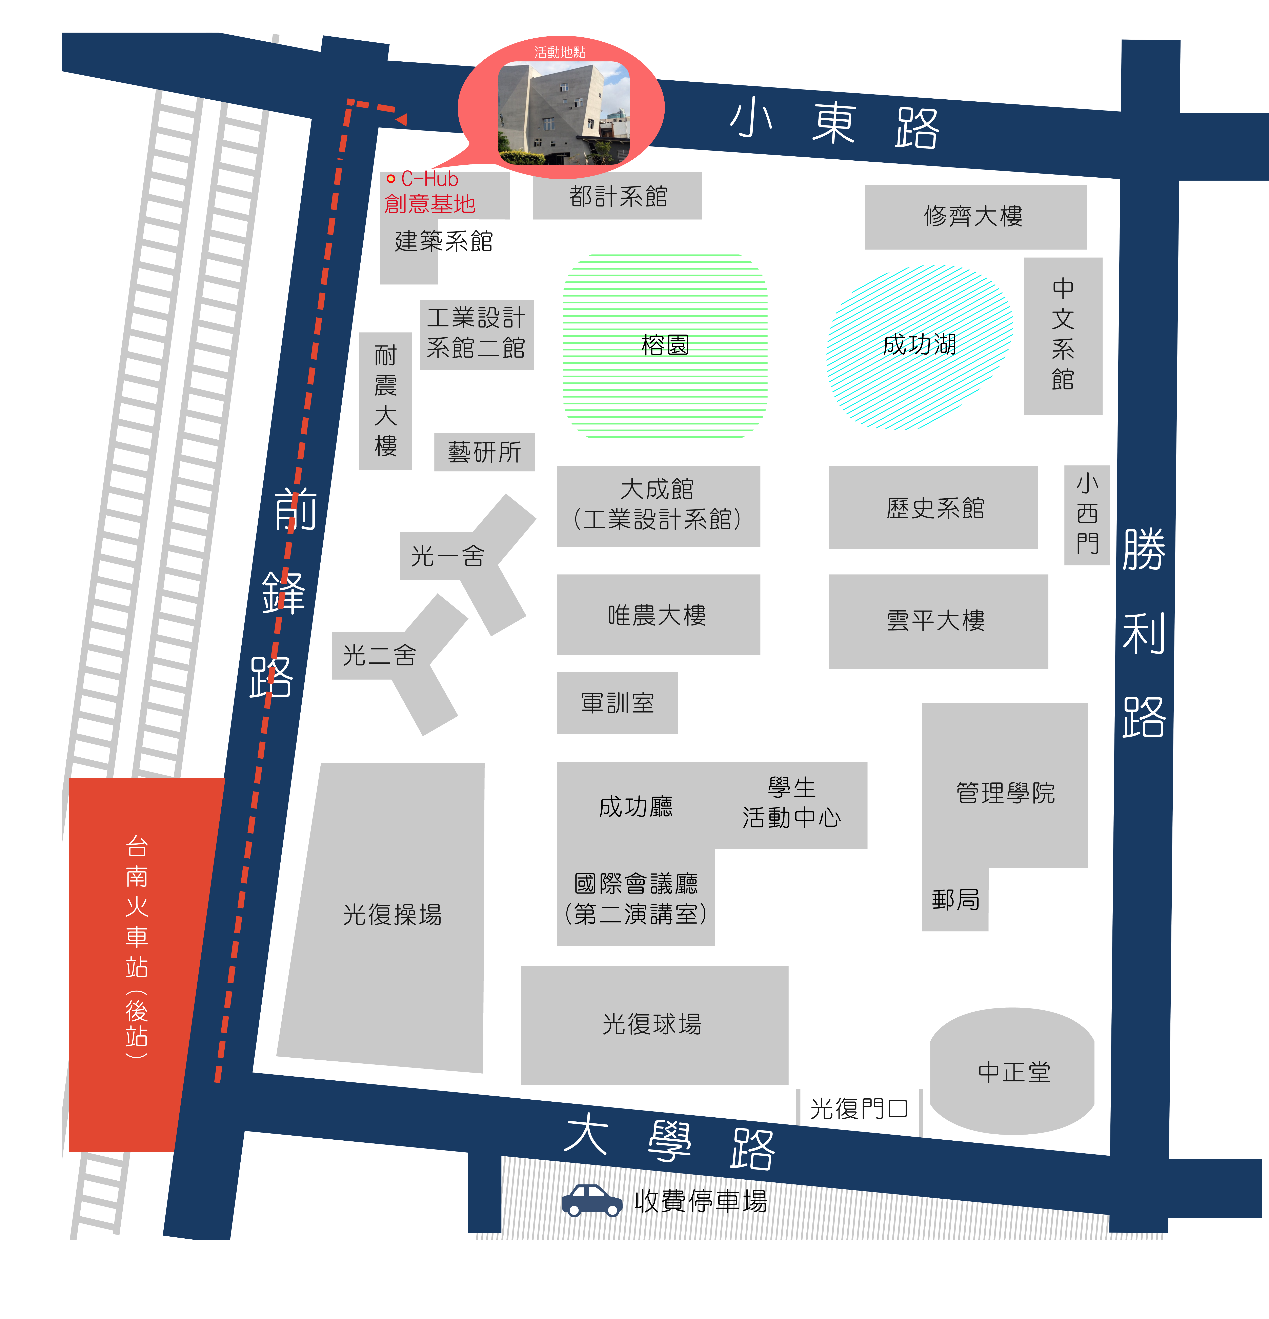 活動地點
小東路
C-Hub
創意基地
都計系館
修齊大樓
建築系館
中文系館
工業設計
系館二館
榕園
成功湖
耐震大樓
藝研所
大成館
(工業設計系館)
歷史系館
小西門
前鋒路
光一舍
勝利路
唯農大樓
雲平大樓
光二舍
軍訓室
成功廳
學生
活動中心
管理學院
台南火車站(後站)
國際會議廳
(第二演講室)
郵局
光復操場
光復球場
中正堂
光復門口
大學路
收費停車場